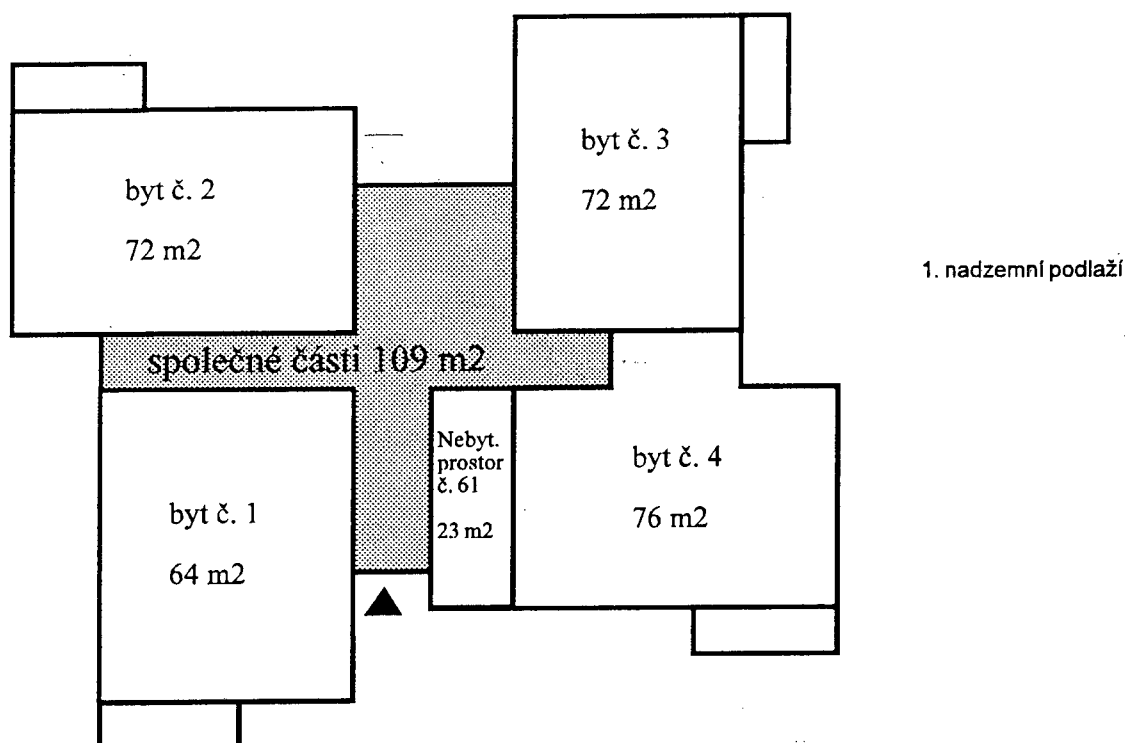 byt č. 3
72 m2
byt č. 2
72 m2
1. nadzemní podlaží
společné části 109 m2
Nebyt.
prostor
č. 61
23 m2
byt č. 4
76 m2
byt č. 1
64 m2